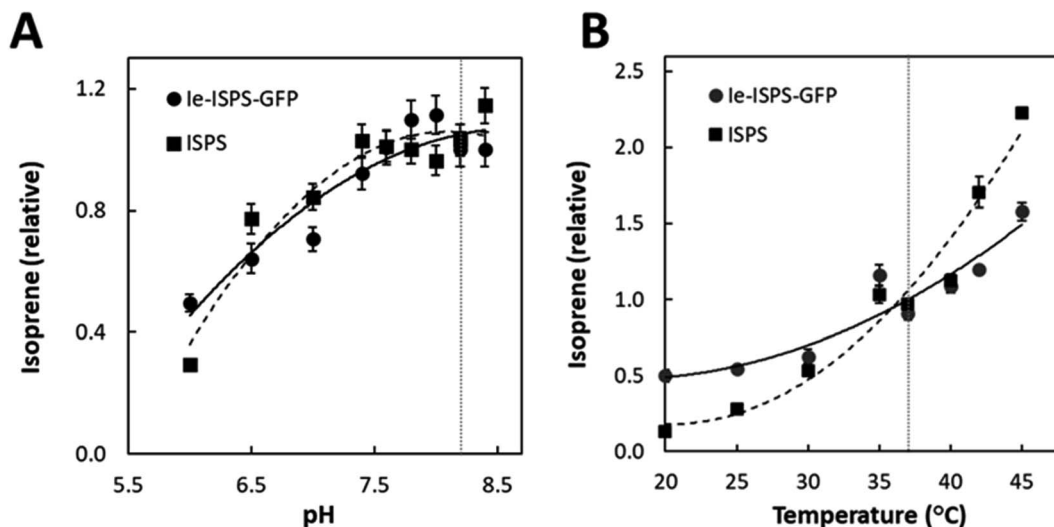 A
Isoprene (relative)
1.2
0.8
0.4
0.0
Ie-ISPS-GFP
ISPS
5.5 6.5 7.5 8.5
pH
B
Isoprene (relative)
2.5
2.0
1.5
1.0
0.5
0.0
Ie-ISPS-GFP
ISPS
20 25 30 35 40 45
Temperature (°C)